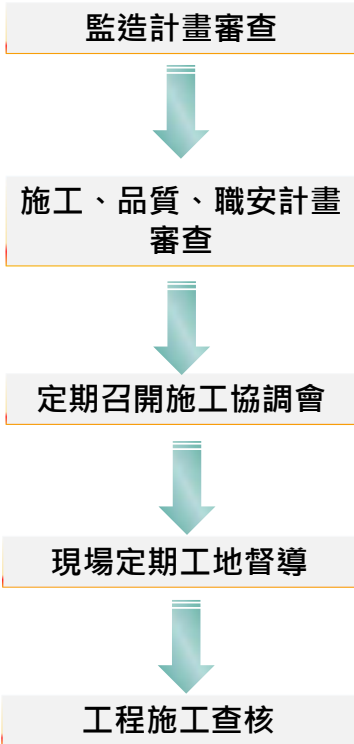 監造計畫審查
施工、品質、職安計畫
審查
定期召開施工協調會
現場定期工地督導
工程施工查核